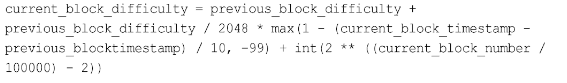 current_block_difficulty = previous_block_difficulty +
previous_block_difficulty / 2048 * max(1 - (current_block_timestamp -
previous_blocktimestamp) / 10, -99) + int(2 ** ((current_block_number /
100000) - 2))